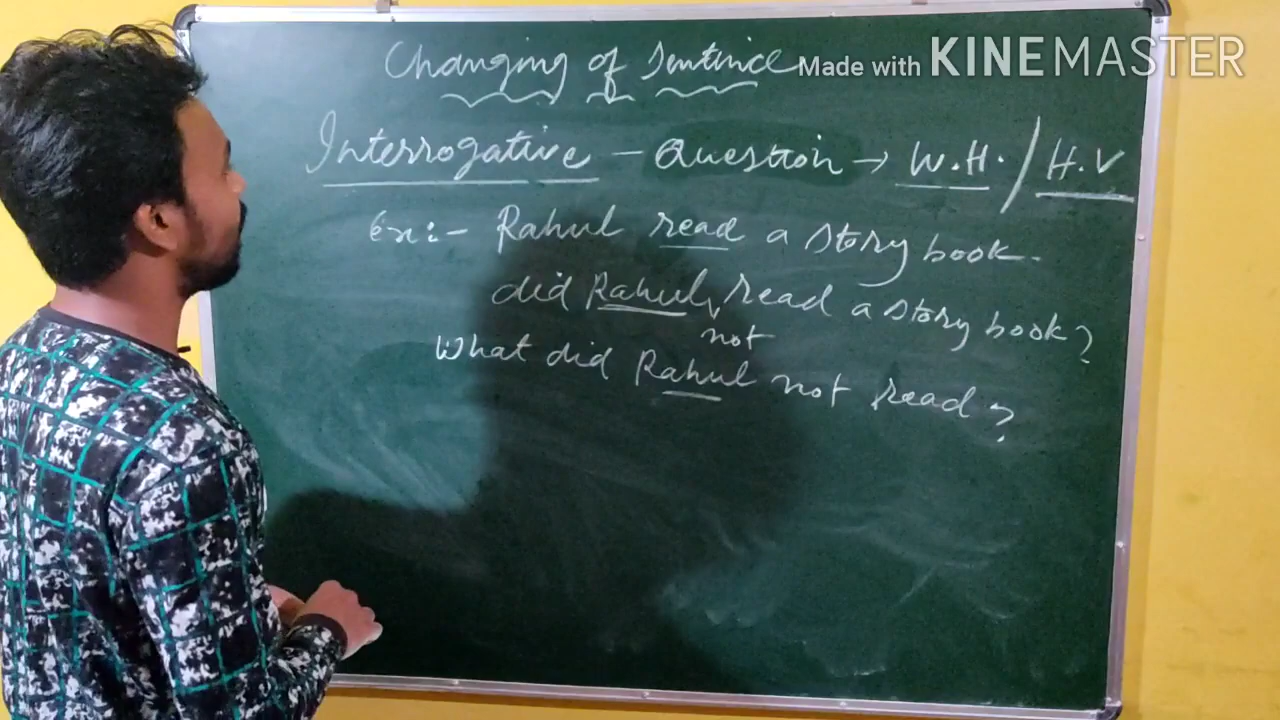 Changing of Sentence
Made with KINEMASTER
Interrogative – Question → W.H. / H.V
Ex:- Rahul read a story book.
did Rahul, read a story book?
not
What did Rahul not read?